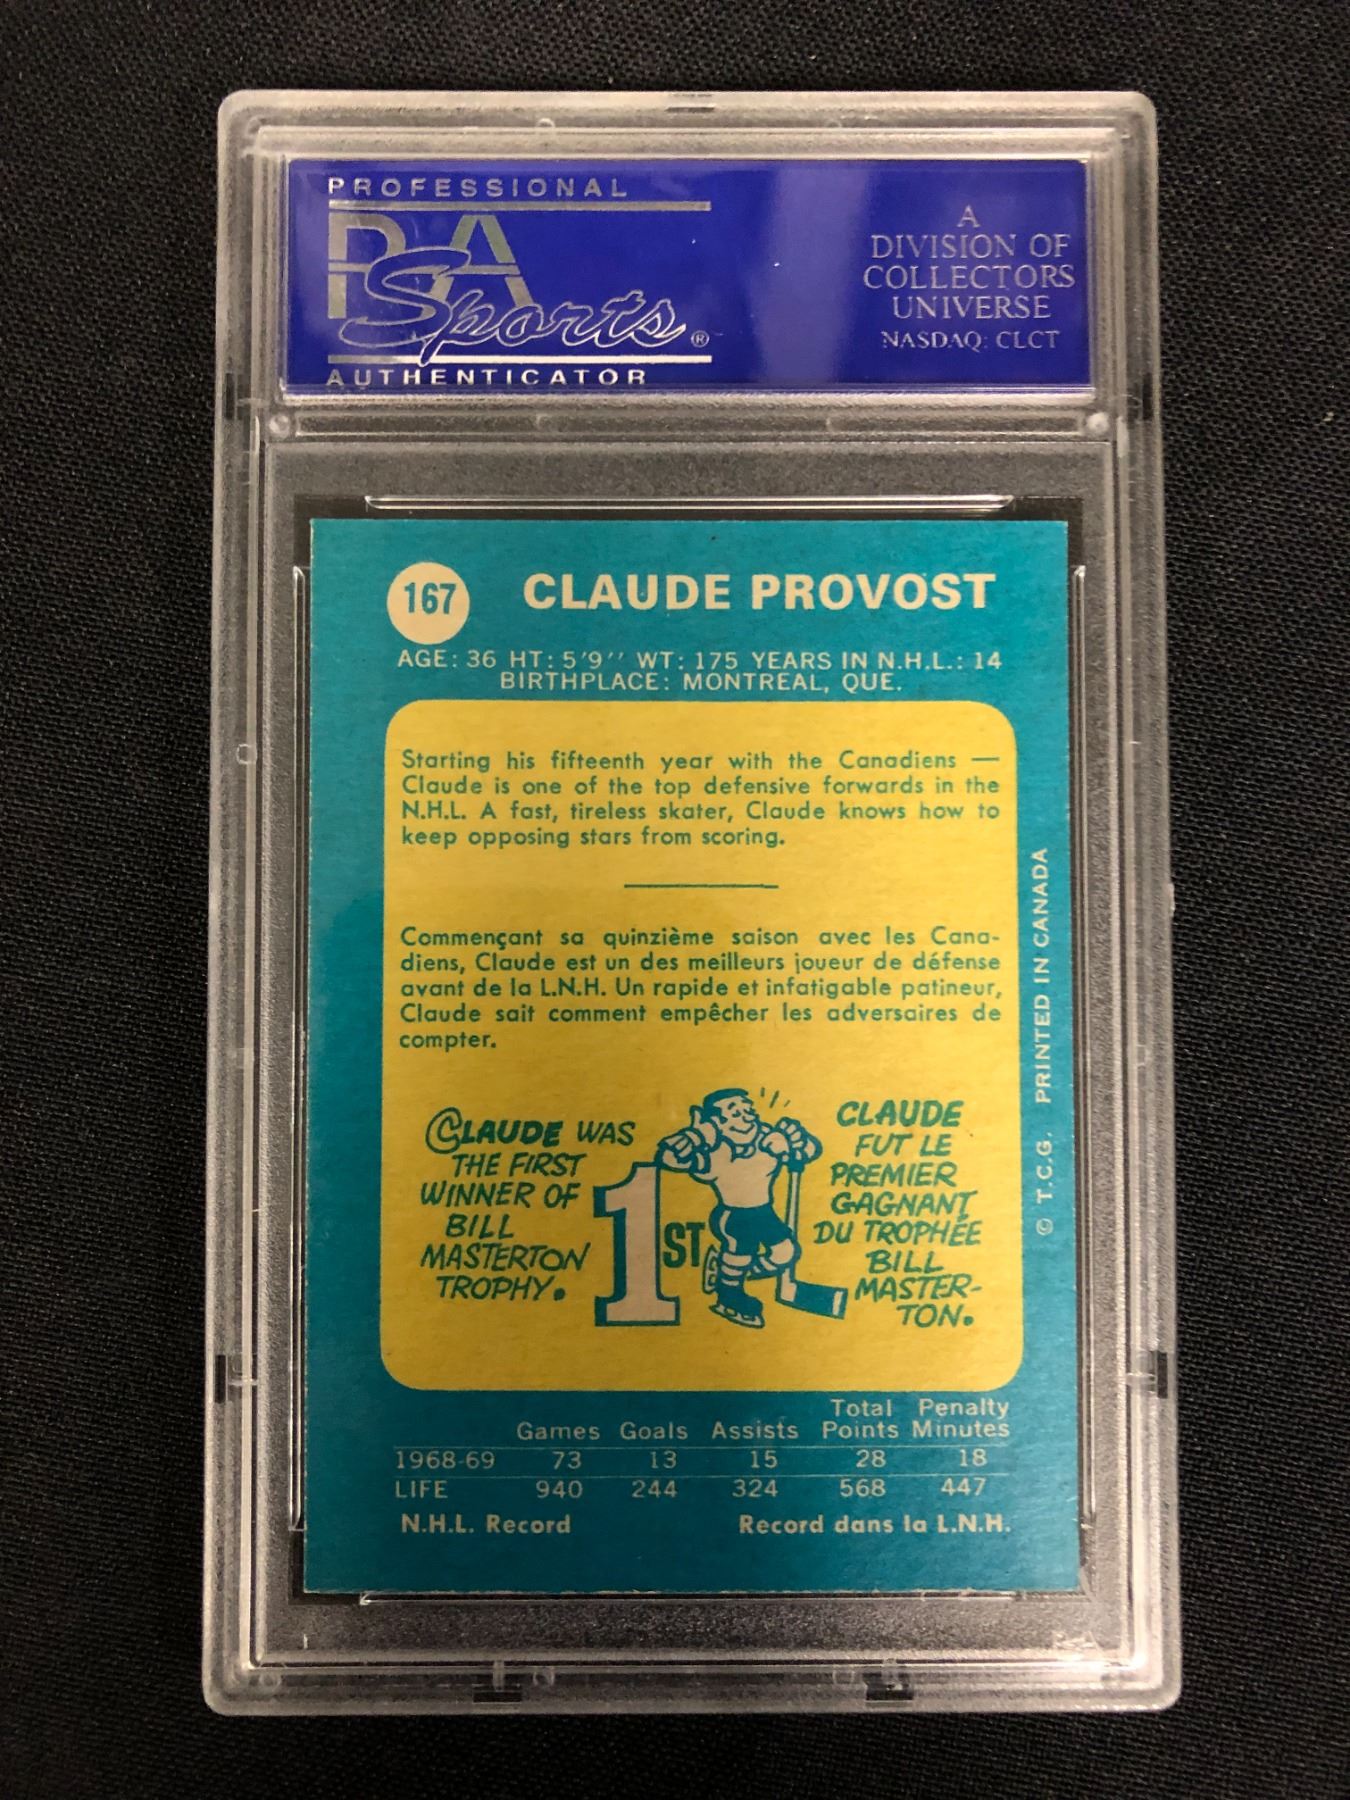 PROFESSIONAL
PSA
Sports®
AUTHENTICATOR
A
DIVISION OF
COLLECTORS
UNIVERSE
NASDAQ: CLCT
167
CLAUDE PROVOST
AGE: 36 HT: 5'9'' WT: 175 YEARS IN N.H.L.: 14
BIRTHPLACE: MONTREAL, QUE.
Starting his fifteenth year with the Canadiens —
Claude is one of the top defensive forwards in the
N.H.L. A fast, tireless skater, Claude knows how to
keep opposing stars from scoring.
Commençant sa quinzième saison avec les Cana-
diens, Claude est un des meilleurs joueur de défense
avant de la L.N.H. Un rapide et infatigable patineur,
Claude sait comment empêcher les adversaires de
compter.
CLAUDE WAS
THE FIRST
WINNER OF
BILL
MASTERTON
TROPHY.
1ST
CLAUDE
FUT LE
PREMIER
GAGNANT
DU TROPHÉE
BILL
MASTER-
TON.
© T.C.G. PRINTED IN CANADA
Games Goals Assists Total Points Penalty Minutes
1968-69 73 13 15 28 18
LIFE 940 244 324 568 447
N.H.L. Record Record dans la L.N.H.